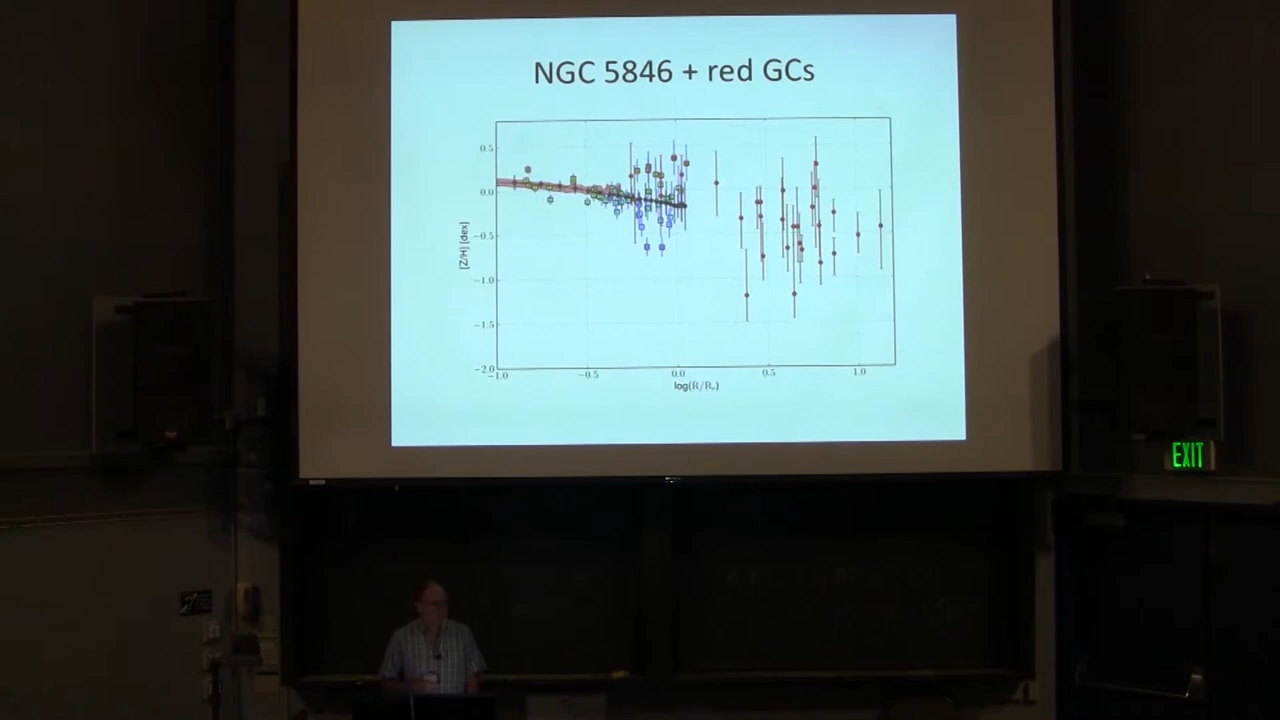 NGC 5846 + red GCs
0.5
0.0
−0.5
−1.0
−1.5
−2.0
[Z/H] [dex]
−1.0 −0.5 0.0 0.5 1.0
log(R/Rₑ)
EXIT